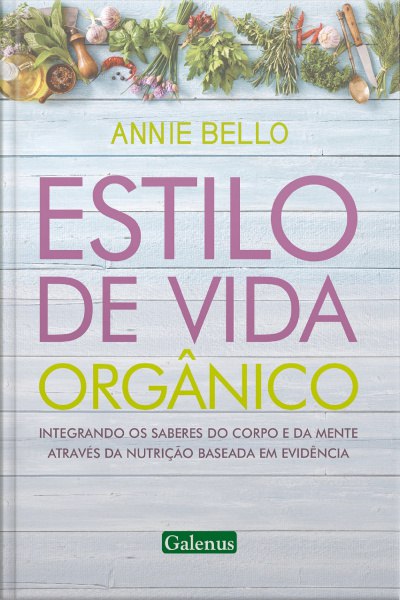 ANNIE BELLO
ESTILO
DE VIDA
ORGÂNICO
INTEGRANDO OS SABERES DO CORPO E DA MENTE
ATRAVÉS DA NUTRIÇÃO BASEADA EM EVIDÊNCIA
Galenus